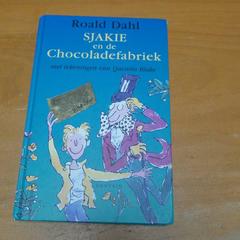 Roald Dahl
SJAKIE
en de
Chocoladefabriek
met tekeningen van Quentin Blake